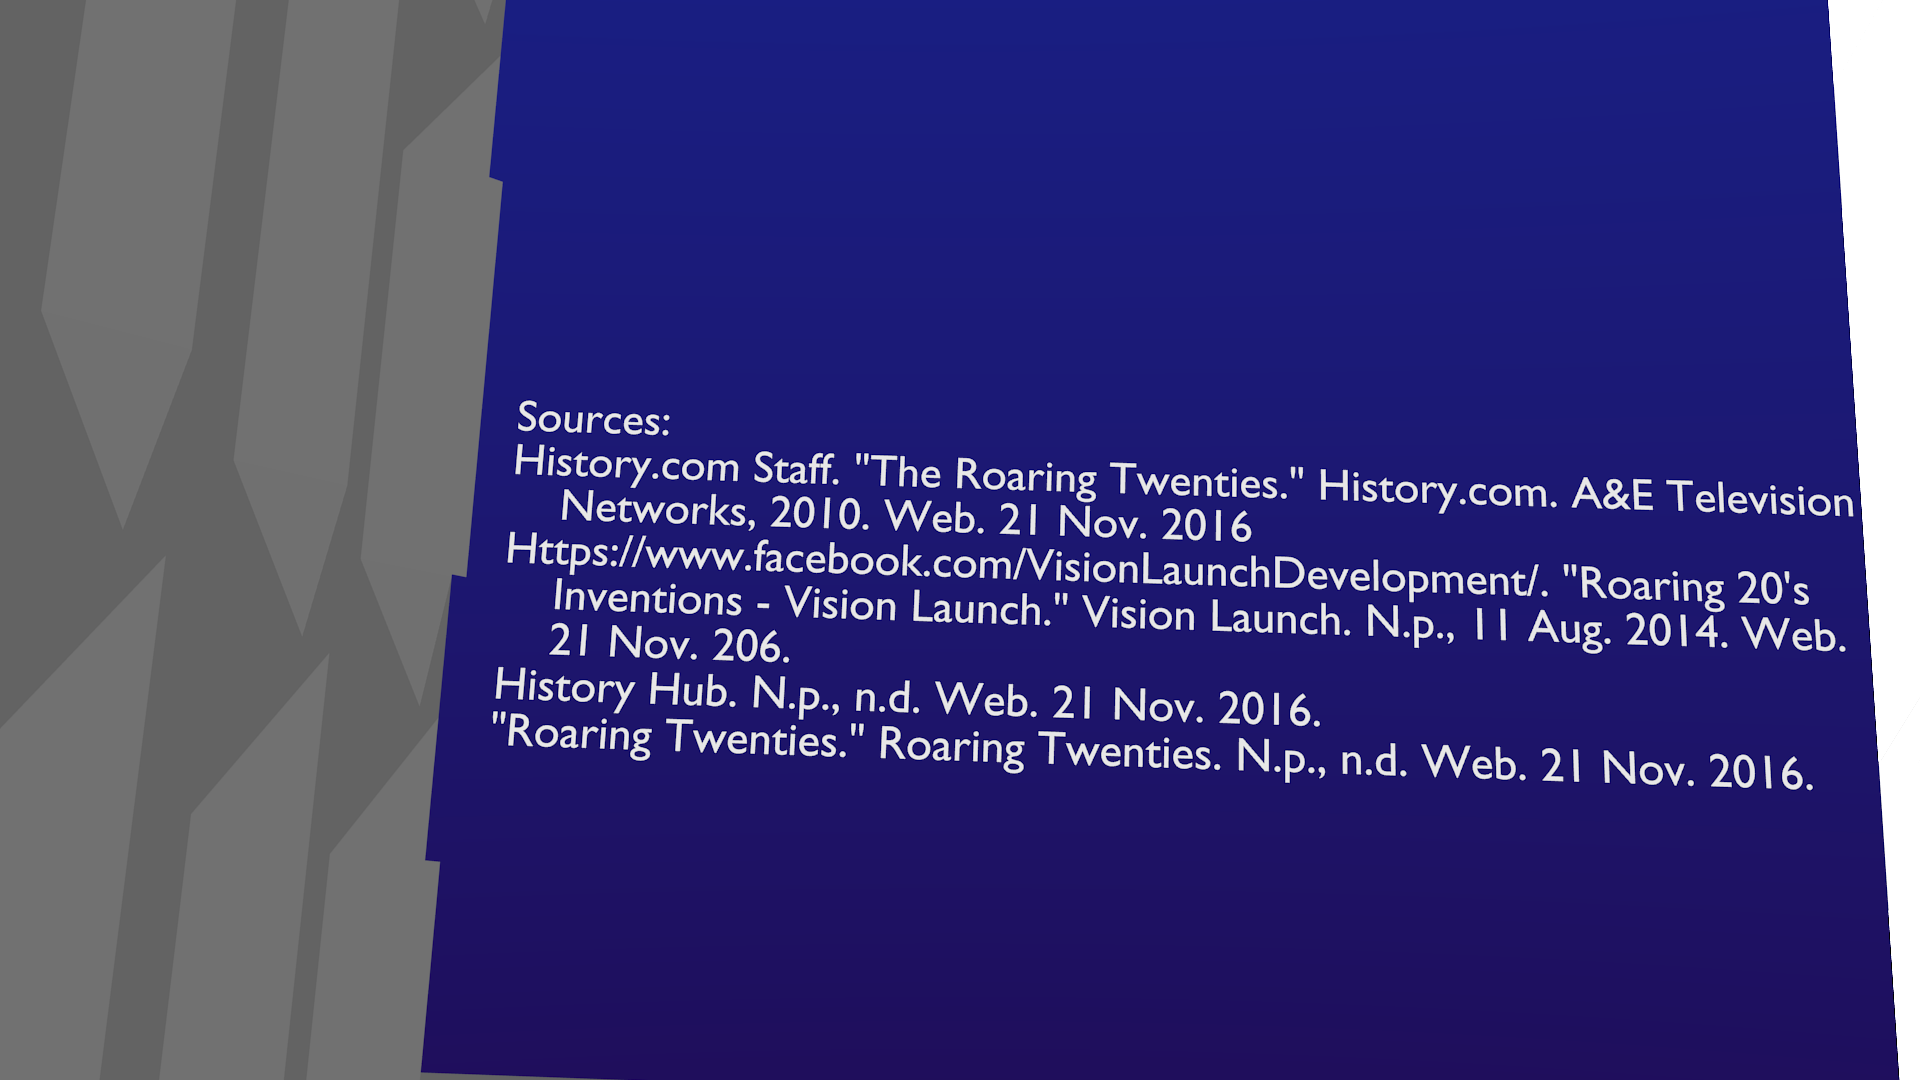 Sources:
History.com Staff. "The Roaring Twenties." History.com. A&E Television
Networks, 2010. Web. 21 Nov. 2016
Https://www.facebook.com/VisionLaunchDevelopment/. "Roaring 20's
Inventions - Vision Launch." Vision Launch. N.p., 11 Aug. 2014. Web.
21 Nov. 206.
History Hub. N.p., n.d. Web. 21 Nov. 2016.
"Roaring Twenties." Roaring Twenties. N.p., n.d. Web. 21 Nov. 2016.